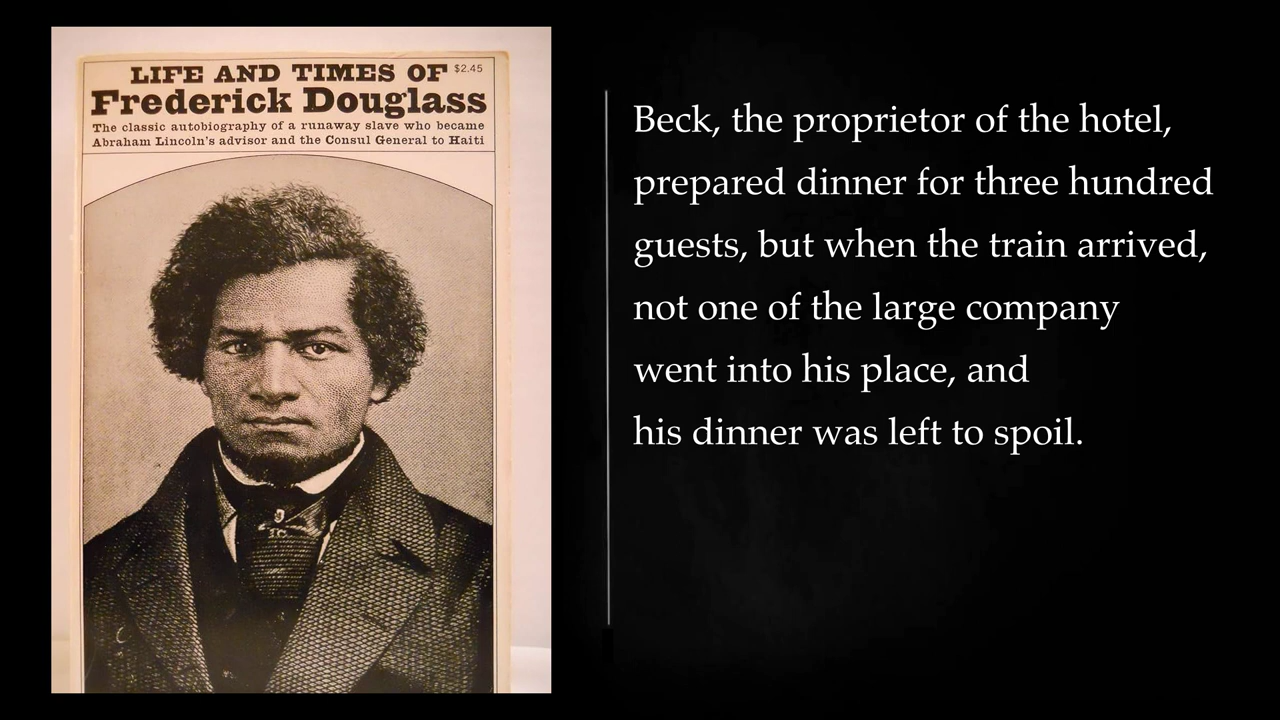 LIFE AND TIMES OF $2.45
Frederick Douglass
The classic autobiography of a runaway slave who became
Abraham Lincoln's advisor and the Consul General to Haiti
Beck, the proprietor of the hotel,
prepared dinner for three hundred
guests, but when the train arrived,
not one of the large company
went into his place, and
his dinner was left to spoil.